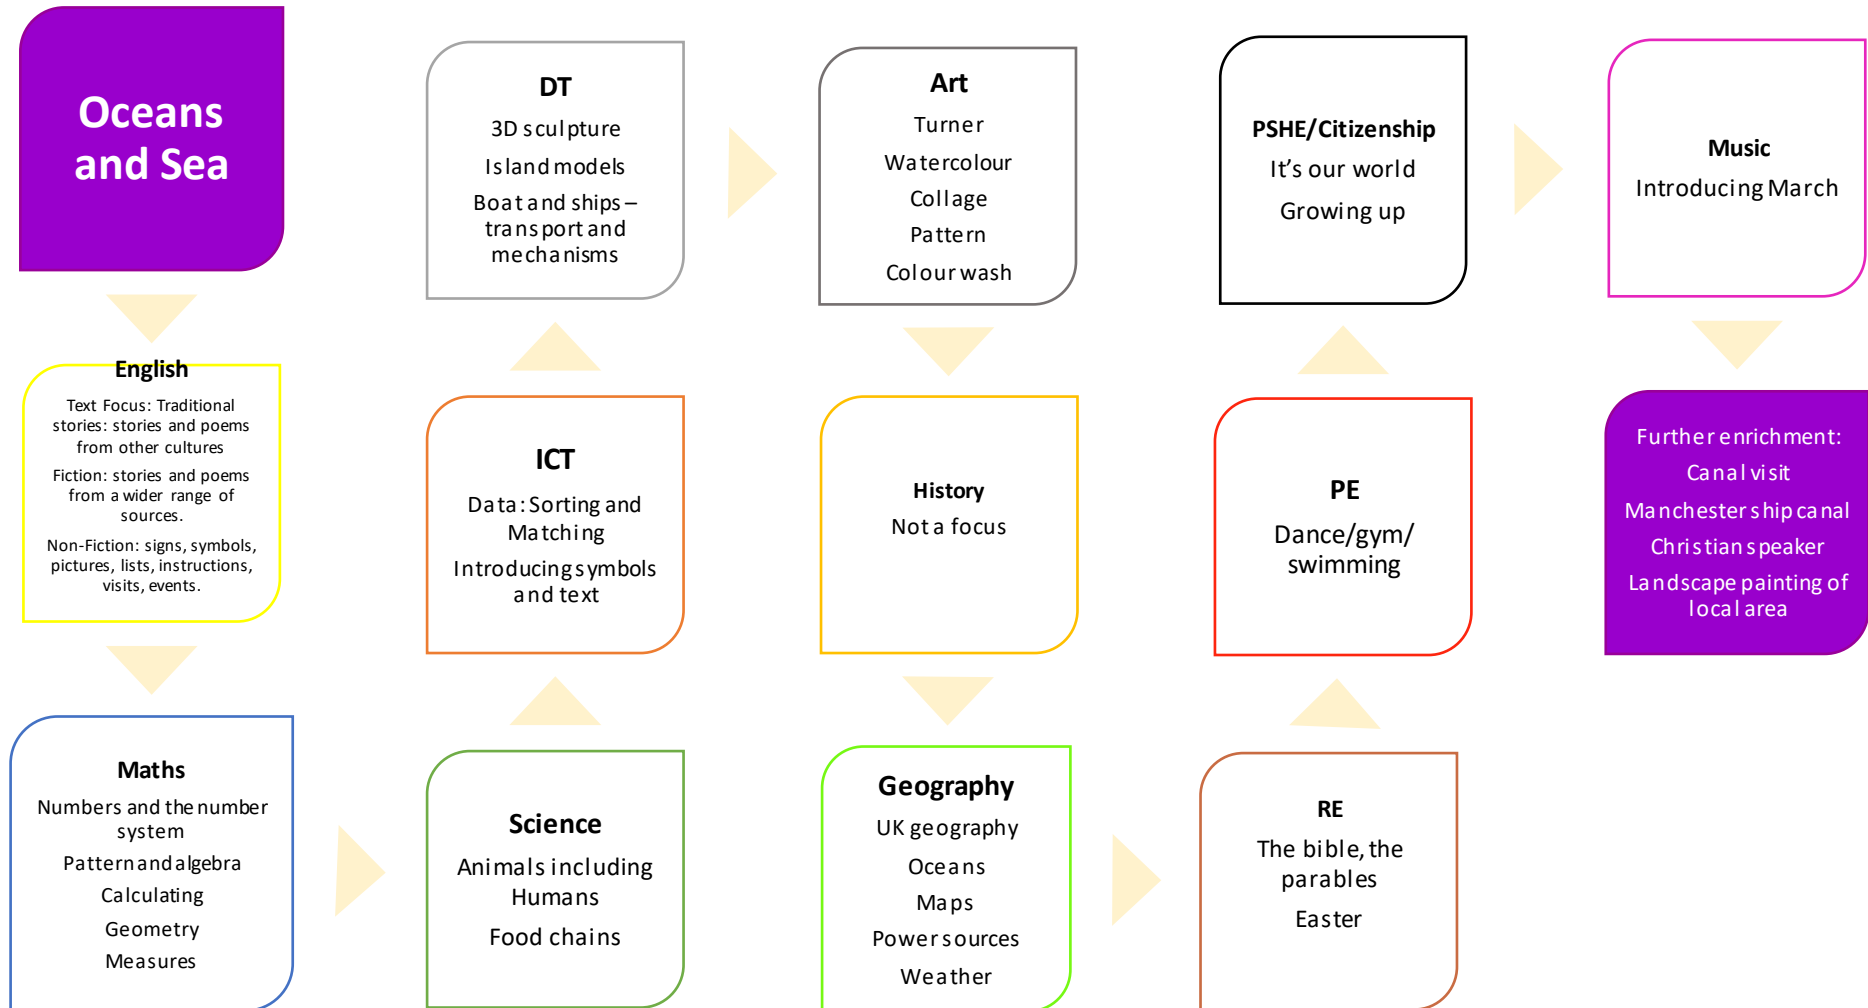 Oceans
and Sea
English
Text Focus: Traditional
stories: stories and poems
from other cultures
Fiction: stories and poems
from a wider range of
sources.
Non-Fiction: signs, symbols,
pictures, lists, instructions,
visits, events.
Maths
Numbers and the number
system
Pattern and algebra
Calculating
Geometry
Measures
Science
Animals including
Humans
Food chains
ICT
Data: Sorting and
Matching
Introducing symbols
and text
DT
3D sculpture
Island models
Boat and ships –
transport and
mechanisms
Art
Turner
Watercolour
Collage
Pattern
Colour wash
History
Not a focus
Geography
UK geography
Oceans
Maps
Power sources
Weather
RE
The bible, the
parables
Easter
PE
Dance/gym/
swimming
PSHE/Citizenship
It’s our world
Growing up
Music
Introducing March
Further enrichment:
Canal visit
Manchester ship canal
Christian speaker
Landscape painting of
local area